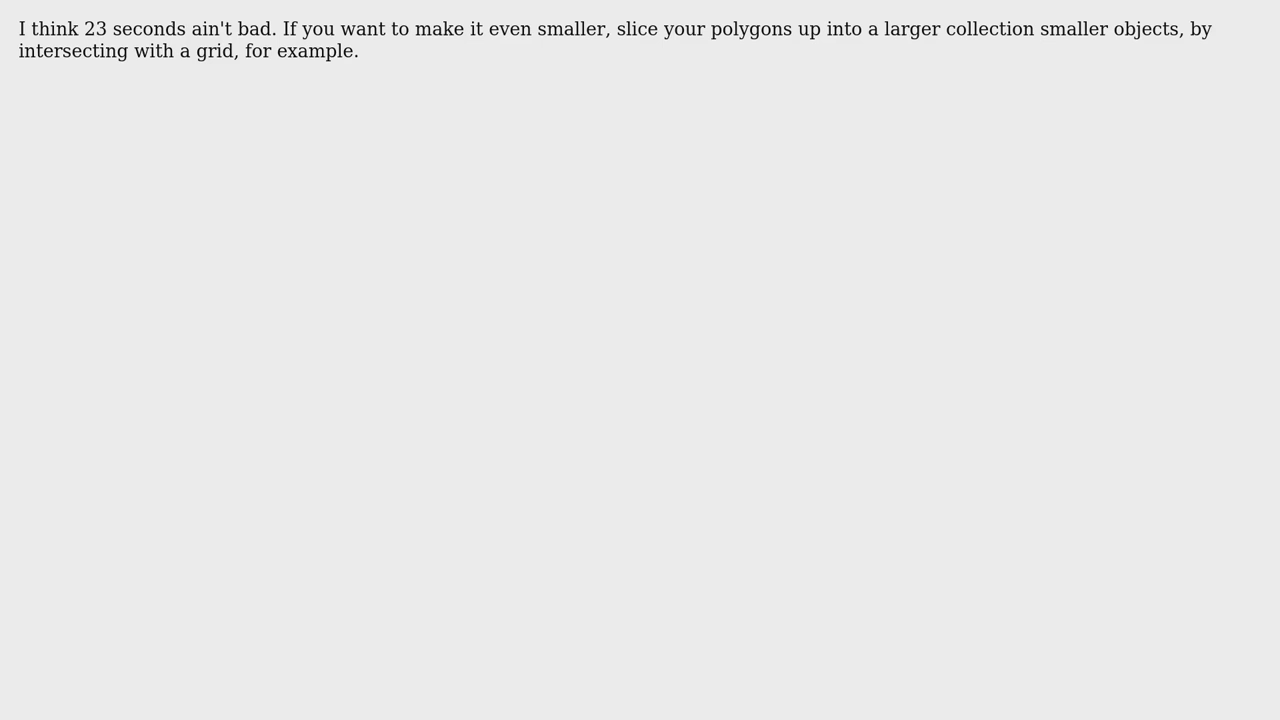 I think 23 seconds ain't bad. If you want to make it even smaller, slice your polygons up into a larger collection smaller objects, by
intersecting with a grid, for example.